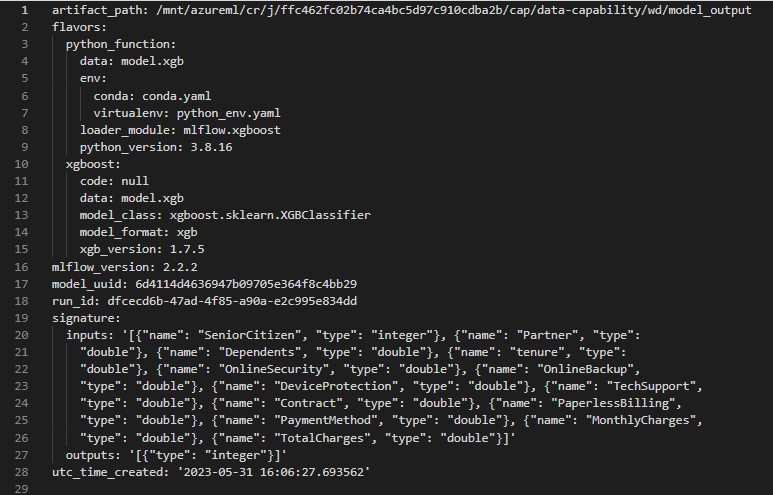 1 artifact_path: /mnt/azureml/cr/j/ffc462fc02b74ca4bc5d97c910cdba2b/cap/data-capability/wd/model_output
2 flavors:
3   python_function:
4     data: model.xgb
5     env:
6       conda: conda.yaml
7       virtualenv: python_env.yaml
8     loader_module: mlflow.xgboost
9     python_version: 3.8.16
10   xgboost:
11     code: null
12     data: model.xgb
13     model_class: xgboost.sklearn.XGBClassifier
14     model_format: xgb
15     xgb_version: 1.7.5
16 mlflow_version: 2.2.2
17 model_uuid: 6d4114d4636947b09705e364f8c4bb29
18 run_id: dfcecd6b-47ad-4f85-a90a-e2c995e834dd
19 signature:
20   inputs: '[{"name": "SeniorCitizen", "type": "integer"}, {"name": "Partner", "type":
21     "double"}, {"name": "Dependents", "type": "double"}, {"name": "tenure", "type":
22     "double"}, {"name": "OnlineSecurity", "type": "double"}, {"name": "OnlineBackup",
23     "type": "double"}, {"name": "DeviceProtection", "type": "double"}, {"name": "TechSupport",
24     "type": "double"}, {"name": "Contract", "type": "double"}, {"name": "PaperlessBilling",
25     "type": "double"}, {"name": "PaymentMethod", "type": "double"}, {"name": "MonthlyCharges",
26     "type": "double"}, {"name": "TotalCharges", "type": "double"}]'
27   outputs: '[{"type": "integer"}]'
28 utc_time_created: '2023-05-31 16:06:27.693562'
29